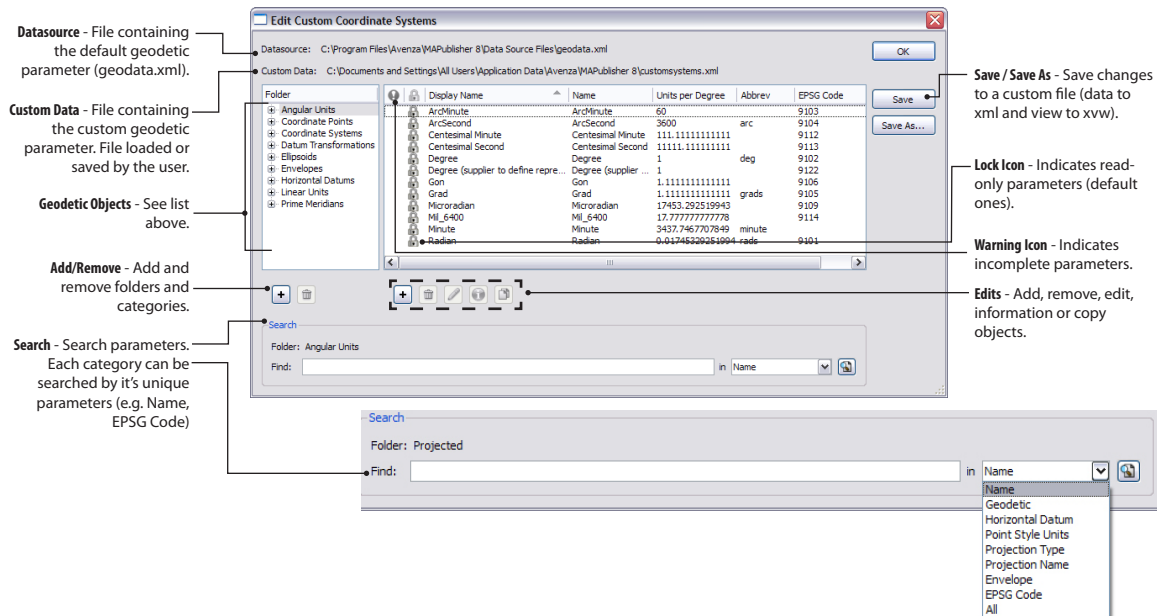 Edit Custom Coordinate Systems
Datasource: C:\Program Files\Avenza\MAPublisher 8\Data Source Files\geodata.xml
OK
Custom Data: C:\Documents and Settings\All Users\Application Data\Avenza\MAPublisher 8\customsystems.xml
Save
Save As...
Folder
Angular Units
Coordinate Points
Coordinate Systems
Datum Transformations
Ellipsoids
Envelopes
Horizontal Datums
Linear Units
Prime Meridians
Display Name Name Units per Degree Abbrev EPSG Code
ArcMinute ArcMinute 60 9103
ArcSecond ArcSecond 3600 arc 9104
Centesimal Minute Centesimal Minute 111.11111111111 9112
Centesimal Second Centesimal Second 11111.111111111 9113
Degree Degree 1 deg 9102
Degree (supplier to define repre... Degree (supplier ... 1 9122
Gon Gon 1.1111111111111 9106
Grad Grad 1.1111111111111 grads 9105
Microradian Microradian 17453.292519943 9109
Mil_6400 Mil_6400 17.777777777778 9114
Minute Minute 3437.7467707849 minute
Radian Radian 0.01745329251994 rads 9101
Search
Folder: Angular Units
Find: in Name
Datasource - File containing
the default geodetic
parameter (geodata.xml).
Custom Data - File containing
the custom geodetic
parameter. File loaded or
saved by the user.
Geodetic Objects - See list
above.
Add/Remove - Add and
remove folders and
categories.
Search - Search parameters.
Each category can be
searched by it's unique
parameters (e.g. Name,
EPSG Code)
Save / Save As - Save changes
to a custom file (data to
xml and view to xvw).
Lock Icon - Indicates read-
only parameters (default
ones).
Warning Icon - Indicates
incomplete parameters.
Edits - Add, remove, edit,
information or copy
objects.
Search
Folder: Projected
Find: in Name
Name
Geodetic
Horizontal Datum
Point Style Units
Projection Type
Projection Name
Envelope
EPSG Code
All